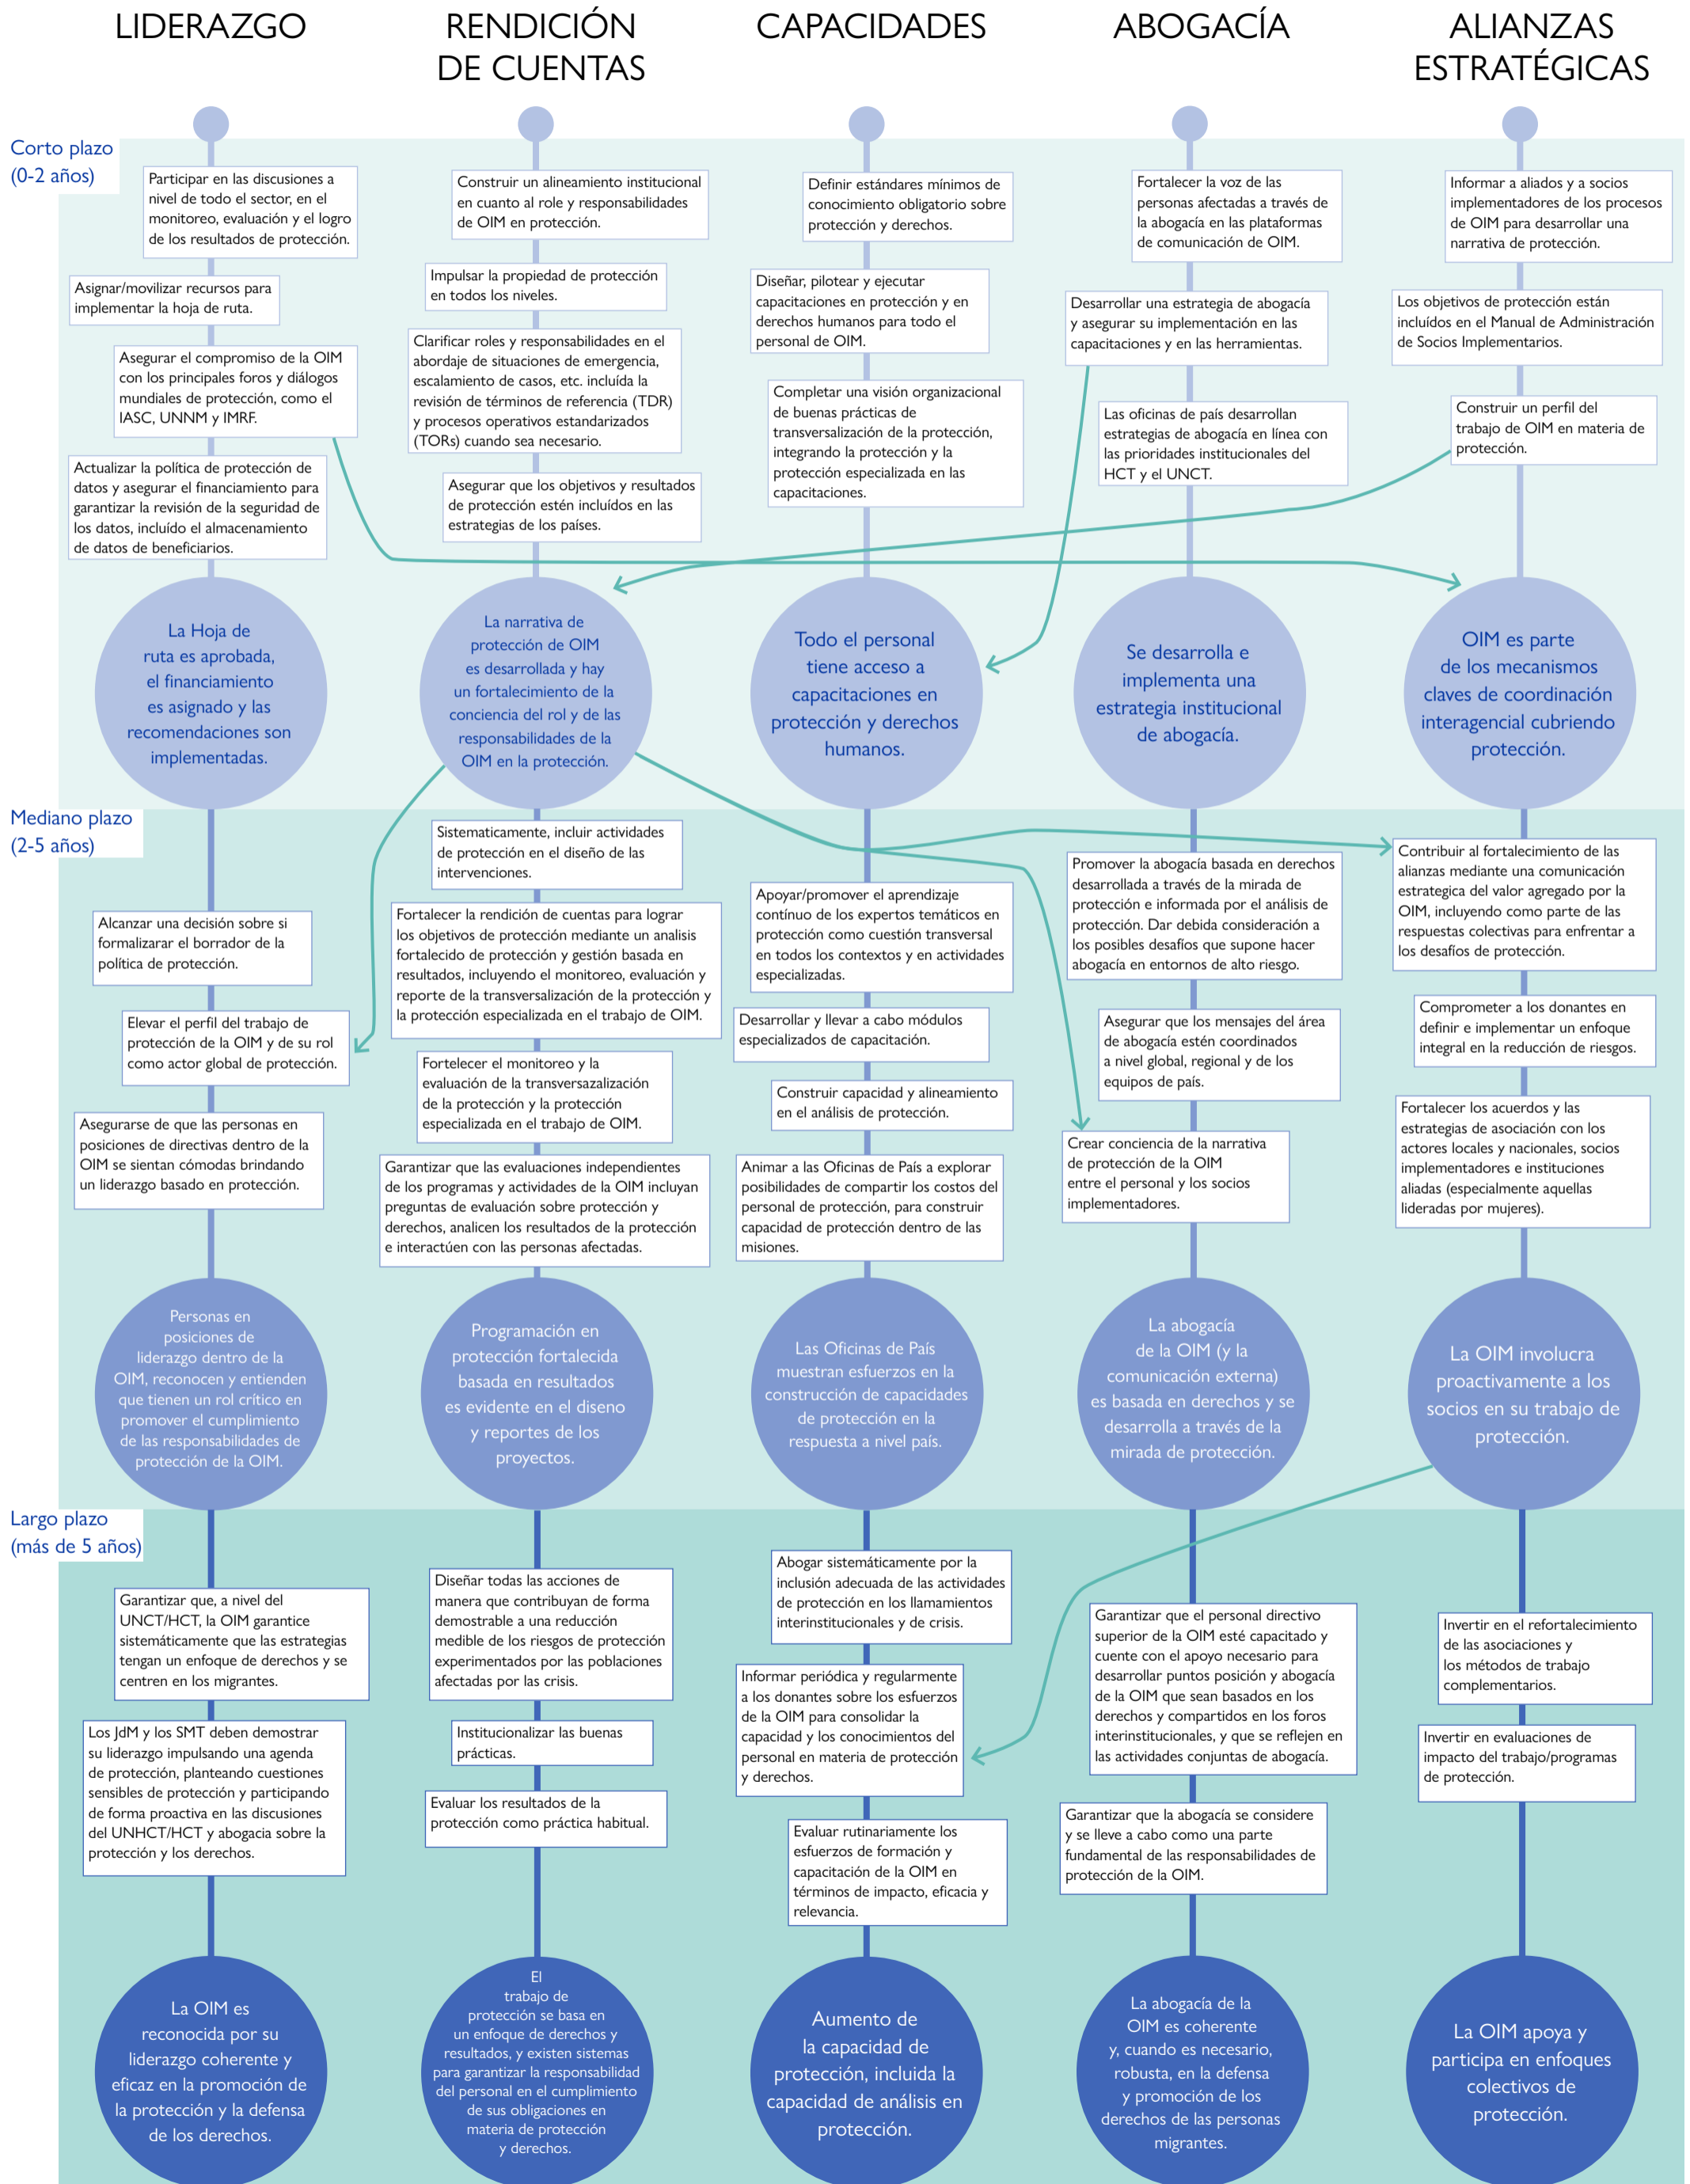 LIDERAZGO
RENDICIÓN
DE CUENTAS
CAPACIDADES
ABOGACÍA
ALIANZAS
ESTRATÉGICAS
Corto plazo
(0-2 años)
Participar en las discusiones a
nivel de todo el sector, en el
monitoreo, evaluación y el logro
de los resultados de protección.
Asignar/movilizar recursos para
implementar la hoja de ruta.
Asegurar el compromiso de la OIM
con los principales foros y diálogos
mundiales de protección, como el
IASC, UNNM y IMRF.
Actualizar la política de protección de
datos y asegurar el financiamiento para
garantizar la revisión de la seguridad de
los datos, incluído el almacenamiento
de datos de beneficiarios.
La Hoja de
ruta es aprobada,
el financiamiento
es asignado y las
recomendaciones son
implementadas.
Construir un alineamiento institucional
en cuanto al role y responsabilidades
de OIM en protección.
Impulsar la propiedad de protección
en todos los niveles.
Clarificar roles y responsabilidades en el
abordaje de situaciones de emergencia,
escalamiento de casos, etc. incluída la
revisión de términos de referencia (TDR)
y procesos operativos estandarizados
(TORs) cuando sea necesario.
Asegurar que los objetivos y resultados
de protección estén incluídos en las
estrategias de los países.
La narrativa de
protección de OIM
es desarrollada y hay
un fortalecimiento de la
conciencia del rol y de las
responsabilidades de la
OIM en la protección.
Definir estándares mínimos de
conocimiento obligatorio sobre
protección y derechos.
Diseñar, pilotear y ejecutar
capacitaciones en protección y en
derechos humanos para todo el
personal de OIM.
Completar una visión organizacional
de buenas prácticas de
transversalización de la protección,
integrando la protección y la
protección especializada en las
capacitaciones.
Todo el personal
tiene acceso a
capacitaciones en
protección y derechos
humanos.
Fortalecer la voz de las
personas afectadas a través de
la abogacía en las plataformas
de comunicación de OIM.
Desarrollar una estrategia de abogacía
y asegurar su implementación en las
capacitaciones y en las herramientas.
Las oficinas de país desarrollan
estrategias de abogacía en línea con
las prioridades institucionales del
HCT y el UNCT.
Se desarrolla e
implementa una
estrategia institucional
de abogacía.
Informar a aliados y a socios
implementadores de los procesos
de OIM para desarrollar una
narrativa de protección.
Los objetivos de protección están
incluídos en el Manual de Administración
de Socios Implementarios.
Construir un perfil del
trabajo de OIM en materia de
protección.
OIM es parte
de los mecanismos
claves de coordinación
interagencial cubriendo
protección.
Mediano plazo
(2-5 años)
Alcanzar una decisión sobre si
formalizarar el borrador de la
política de protección.
Elevar el perfil del trabajo de
protección de la OIM y de su rol
como actor global de protección.
Asegurarse de que las personas en
posiciones de directivas dentro de la
OIM se sientan cómodas brindando
un liderazgo basado en protección.
Personas en
posiciones de
liderazgo dentro de la
OIM, reconocen y entienden
que tienen un rol crítico en
promover el cumplimiento
de las responsabilidades de
protección de la OIM.
Sistematicamente, incluir actividades
de protección en el diseño de las
intervenciones.
Fortalecer la rendición de cuentas para lograr
los objetivos de protección mediante un analisis
fortalecido de protección y gestión basada en
resultados, incluyendo el monitoreo, evaluación y
reporte de la transversalización de la protección y
la protección especializada en el trabajo de OIM.
Fortelecer el monitoreo y la
evaluación de la transversazalización
de la protección y la protección
especializada en el trabajo de OIM.
Garantizar que las evaluaciones independientes
de los programas y actividades de la OIM incluyan
preguntas de evaluación sobre protección y
derechos, analicen los resultados de la protección
e interactúen con las personas afectadas.
Programación en
protección fortalecida
basada en resultados
es evidente en el diseno
y reportes de los
proyectos.
Apoyar/promover el aprendizaje
contínuo de los expertos temáticos en
protección como cuestión transversal
en todos los contextos y en actividades
especializadas.
Desarrollar y llevar a cabo módulos
especializados de capacitación.
Construir capacidad y alineamiento
en el análisis de protección.
Animar a las Oficinas de País a explorar
posibilidades de compartir los costos del
personal de protección, para construir
capacidad de protección dentro de las
misiones.
Las Oficinas de País
muestran esfuerzos en la
construcción de capacidades
de protección en la
respuesta a nivel país.
Promover la abogacía basada en derechos
desarrollada a través de la mirada de
protección e informada por el análisis de
protección. Dar debida consideración a
los posibles desafíos que supone hacer
abogacía en entornos de alto riesgo.
Asegurar que los mensajes del área
de abogacía estén coordinados
a nivel global, regional y de los
equipos de país.
Crear conciencia de la narrativa
de protección de la OIM
entre el personal y los socios
implementadores.
La abogacía
de la OIM (y la
comunicación externa)
es basada en derechos y se
desarrolla a través de la
mirada de protección.
Contribuir al fortalecimiento de las
alianzas mediante una comunicación
estrategica del valor agregado por la
OIM, incluyendo como parte de las
respuestas colectivas para enfrentar a
los desafíos de protección.
Comprometer a los donantes en
definir e implementar un enfoque
integral en la reducción de riesgos.
Fortalecer los acuerdos y las
estrategias de asociación con los
actores locales y nacionales, socios
implementadores e instituciones
aliadas (especialmente aquellas
lideradas por mujeres).
La OIM involucra
proactivamente a los
socios en su trabajo de
protección.
Largo plazo
(más de 5 años)
Garantizar que, a nivel del
UNCT/HCT, la OIM garantice
sistemáticamente que las estrategias
tengan un enfoque de derechos y se
centren en los migrantes.
Los JdM y los SMT deben demostrar
su liderazgo impulsando una agenda
de protección, planteando cuestiones
sensibles de protección y participando
de forma proactiva en las discusiones
del UNHCT/HCT y abogacia sobre la
protección y los derechos.
La OIM es
reconocida por su
liderazgo coherente y
eficaz en la promoción de
la protección y la defensa
de los derechos.
Diseñar todas las acciones de
manera que contribuyan de forma
demostrable a una reducción
medible de los riesgos de protección
experimentados por las poblaciones
afectadas por las crisis.
Institucionalizar las buenas
prácticas.
Evaluar los resultados de la
protección como práctica habitual.
El
trabajo de
protección se basa en
un enfoque de derechos y
resultados, y existen sistemas
para garantizar la responsabilidad
del personal en el cumplimiento
de sus obligaciones en
materia de protección
y derechos.
Abogar sistemáticamente por la
inclusión adecuada de las actividades
de protección en los llamamientos
interinstitucionales y de crisis.
Informar periódica y regularmente
a los donantes sobre los esfuerzos
de la OIM para consolidar la
capacidad y los conocimientos del
personal en materia de protección
y derechos.
Evaluar rutinariamente los
esfuerzos de formación y
capacitación de la OIM en
términos de impacto, eficacia y
relevancia.
Aumento de
la capacidad de
protección, incluida la
capacidad de análisis en
protección.
Garantizar que el personal directivo
superior de la OIM esté capacitado y
cuente con el apoyo necesario para
desarrollar puntos posición y abogacía
de la OIM que sean basados en los
derechos y compartidos en los foros
interinstitucionales, y que se reflejen en
las actividades conjuntas de abogacía.
Garantizar que la abogacía se considere
y se lleve a cabo como una parte
fundamental de las responsabilidades de
protección de la OIM.
La abogacía de la
OIM es coherente
y, cuando es necesario,
robusta, en la defensa
y promoción de los
derechos de las personas
migrantes.
Invertir en el refortalecimiento
de las asociaciones y
los métodos de trabajo
complementarios.
Invertir en evaluaciones de
impacto del trabajo/programas
de protección.
La OIM apoya y
participa en enfoques
colectivos de
protección.